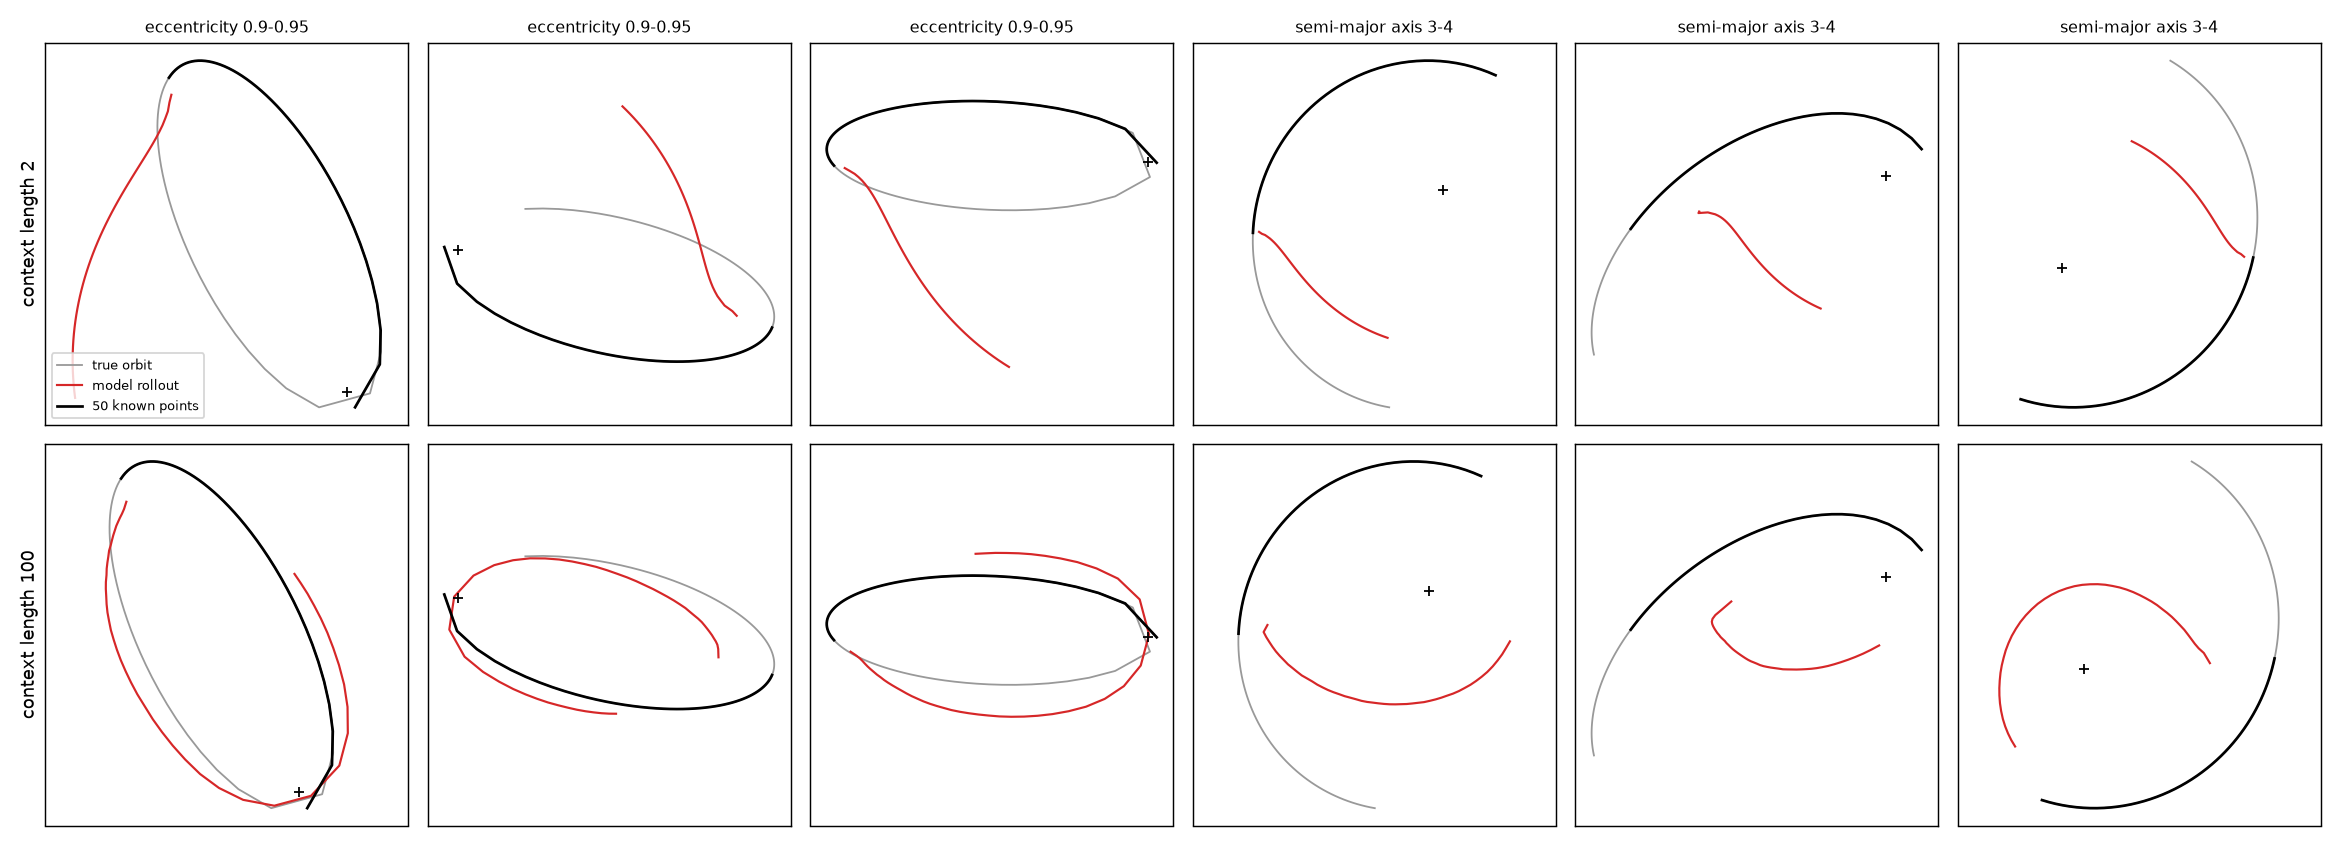 eccentricity 0.9-0.95
eccentricity 0.9-0.95
eccentricity 0.9-0.95
semi-major axis 3-4
semi-major axis 3-4
semi-major axis 3-4
context length 2
true orbit
model rollout
50 known points
context length 100